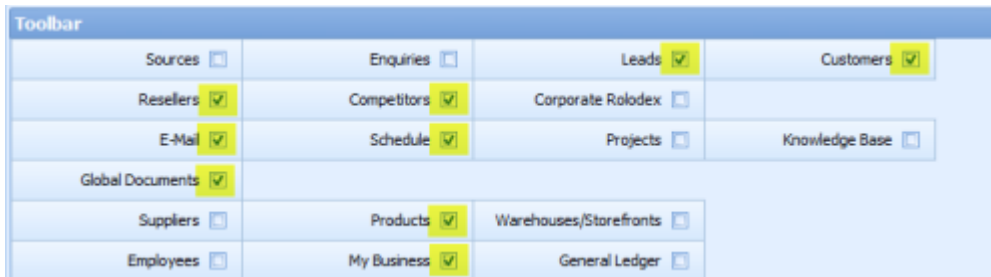 Toolbar
Sources Enquiries Leads Customers
Resellers Competitors Corporate Rolodex
E-Mail Schedule Projects Knowledge Base
Global Documents
Suppliers Products Warehouses/Storefronts
Employees My Business General Ledger